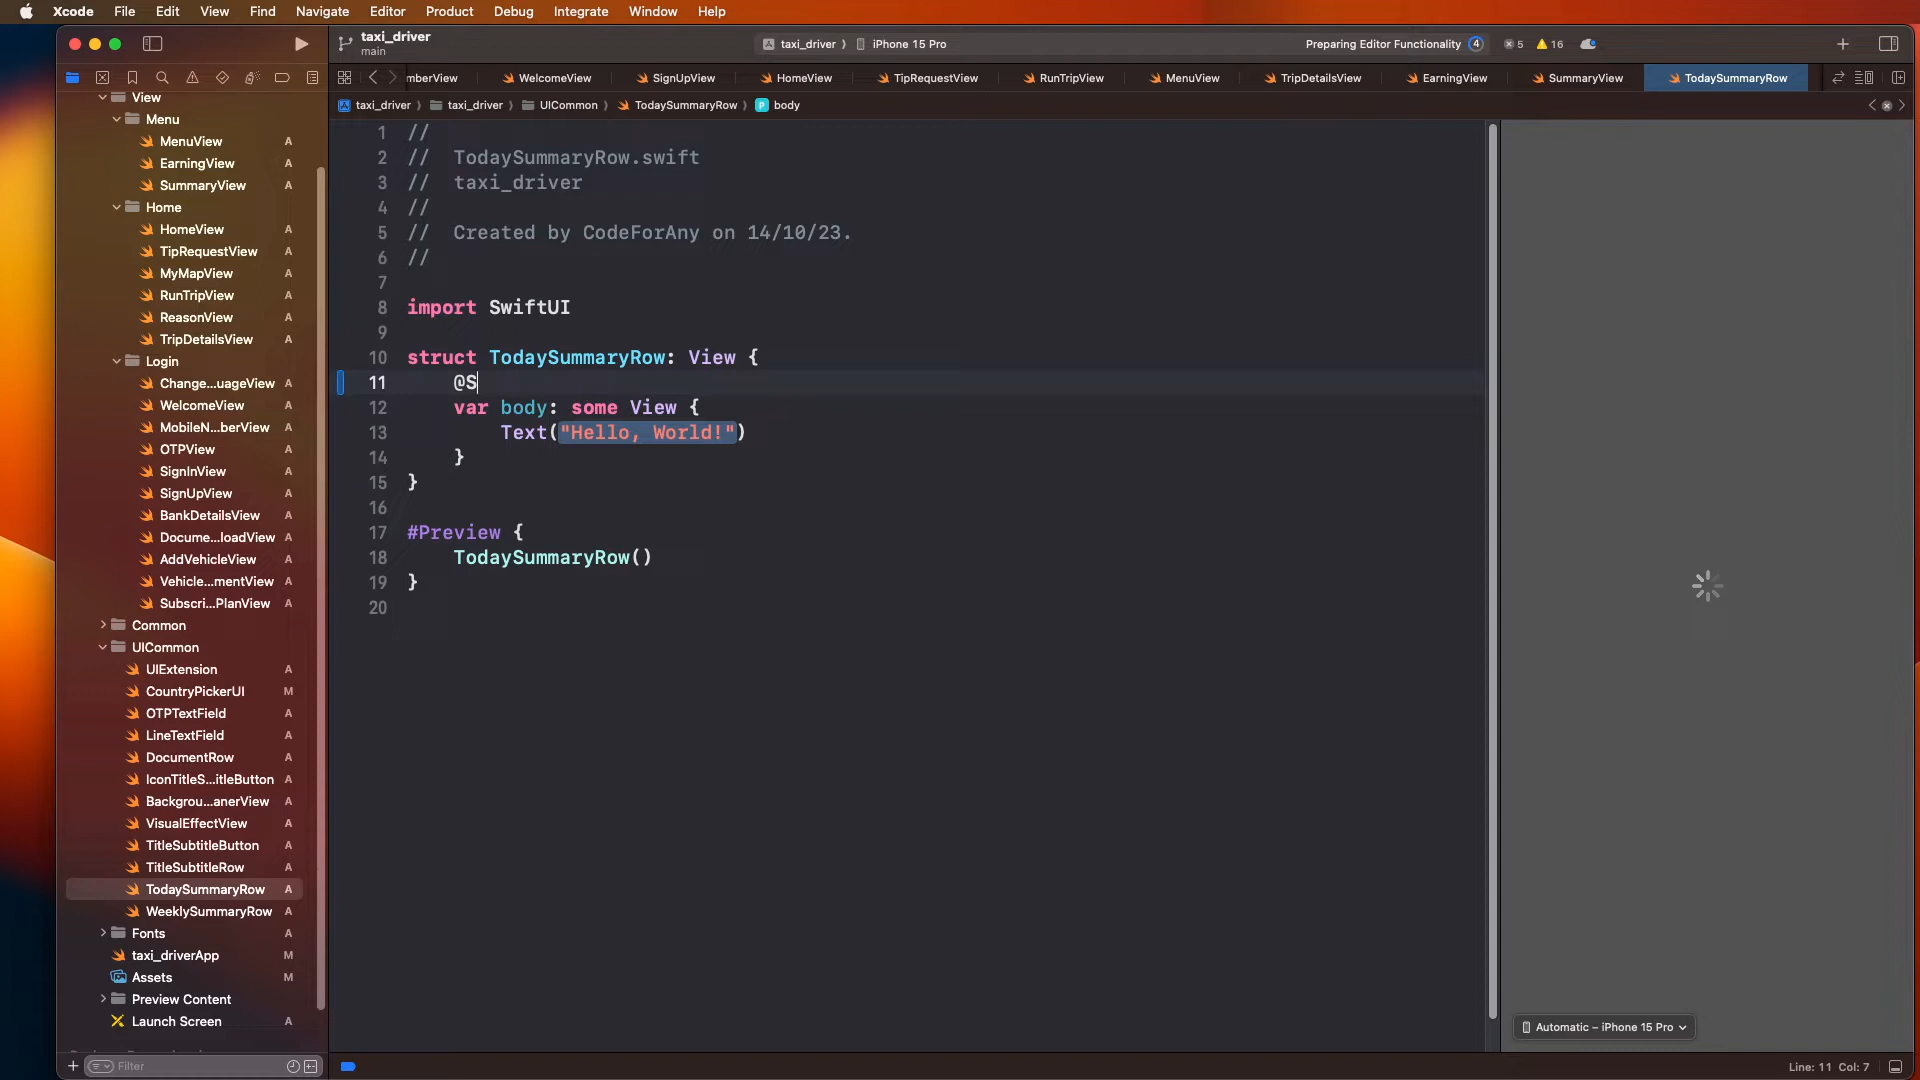 Xcode File Edit View Find Navigate Editor Product Debug Integrate Window Help
taxi_driver
main
taxi_driver iPhone 15 Pro
Preparing Editor Functionality 4 5 16
mberView WelcomeView SignUpView HomeView TipRequestView RunTripView MenuView TripDetailsView EarningView SummaryView TodaySummaryRow
taxi_driver taxi_driver UICommon TodaySummaryRow P body
View
Menu
MenuView A
EarningView A
SummaryView A
Home
HomeView A
TipRequestView A
MyMapView A
RunTripView A
ReasonView A
TripDetailsView A
Login
Change...uageView A
WelcomeView A
MobileN...berView A
OTPView A
SignInView A
SignUpView A
BankDetailsView A
Docume...loadView A
AddVehicleView A
Vehicle...mentView A
Subscri...PlanView A
Common
UICommon
UIExtension A
CountryPickerUI M
OTPTextField A
LineTextField A
DocumentRow A
IconTitleS...itleButton A
Backgrou...anerView A
VisualEffectView A
TitleSubtitleButton A
TitleSubtitleRow A
TodaySummaryRow A
WeeklySummaryRow A
Fonts A
taxi_driverApp M
Assets M
Preview Content
Launch Screen A
Filter
1 //
2 //  TodaySummaryRow.swift
3 //  taxi_driver
4 //
5 //  Created by CodeForAny on 14/10/23.
6 //
7
8 import SwiftUI
9
10 struct TodaySummaryRow: View {
11     @S
12     var body: some View {
13         Text("Hello, World!")
14     }
15 }
16
17 #Preview {
18     TodaySummaryRow()
19 }
20
Automatic – iPhone 15 Pro
Line: 11 Col: 7